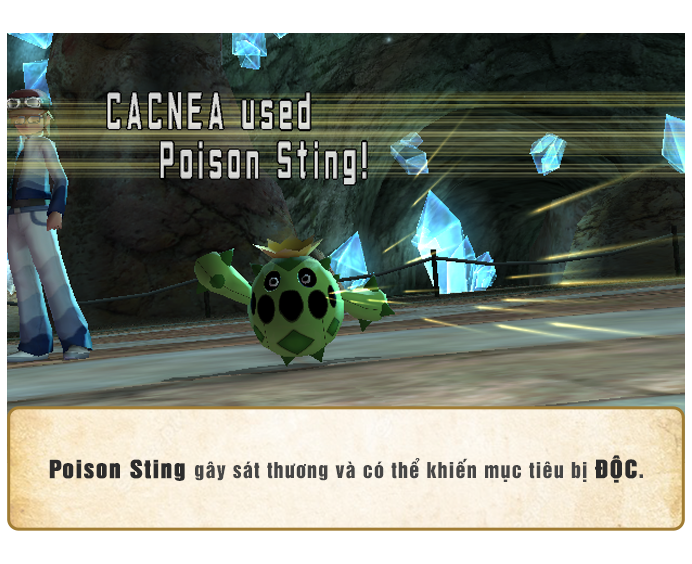 CACNEA used
Poison Sting!
Poison Sting gây sát thương và có thể khiến mục tiêu bị ĐỘC.